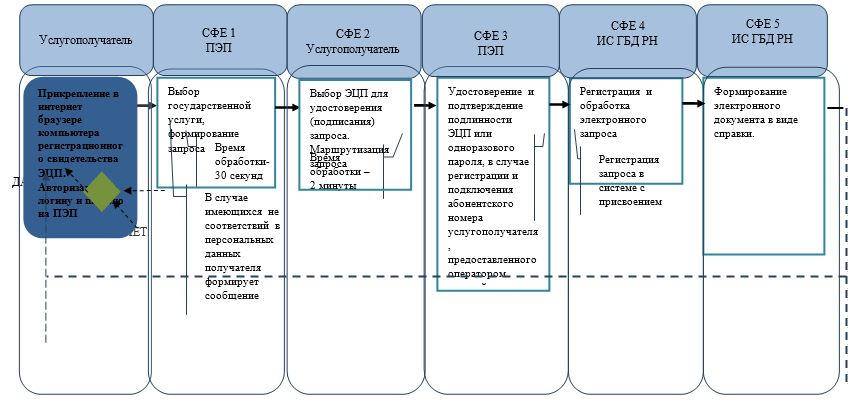 Услугополучатель
СФЕ 1
ПЭП
СФЕ 2
Услугополучатель
СФЕ 3
ПЭП
СФЕ 4
ИС ГБД РН
СФЕ 5
ИС ГБД РН
Прикрепление в
интернет
браузере
компьютера
регистрационног
о свидетельства
ЭЦП.
логину и
на ПЭП
Выбор
государственной
услуги,
формирование
запроса
Время
обработки-
30 секунд
В случае
имеющихся не
соответствий в
персональных
данных
получателя
формирует
сообщение
Выбор ЭЦП для
удостоверения
(подписания)
запроса.
Маршрутизация
запроса
Время
обработки –
2 минуты
Удостоверение и
подтверждение
подлинности
ЭЦП или
одноразового
пароля, в случае
регистрации и
подключения
абонентского
номера
услугополучателя
,
предоставленного
оператором
Регистрация и
обработка
электронного
запроса
Регистрация
запроса в
системе с
присвоением
Формирование
электронного
документа в виде
справки.